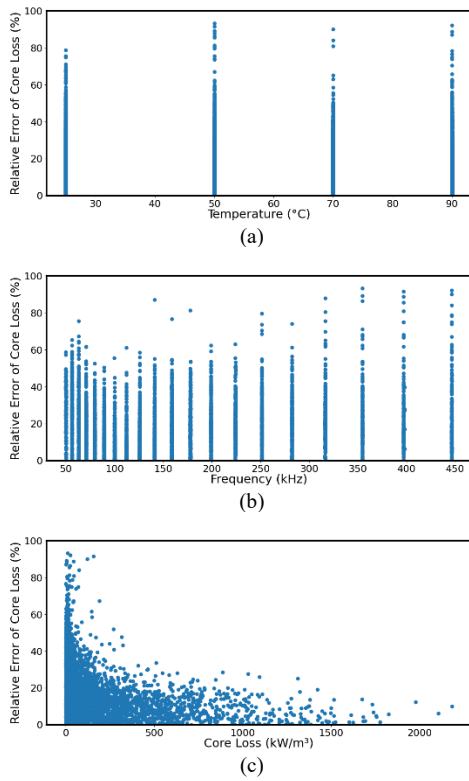 Relative Error of Core Loss (%)
100
80
60
40
20
0
30 40 50 60 70 80 90
Temperature (°C)
(a)
Relative Error of Core Loss (%)
100
80
60
40
20
0
50 100 150 200 250 300 350 400 450
Frequency (kHz)
(b)
Relative Error of Core Loss (%)
100
80
60
40
20
0
0 500 1000 1500 2000
Core Loss (kW/m³)
(c)